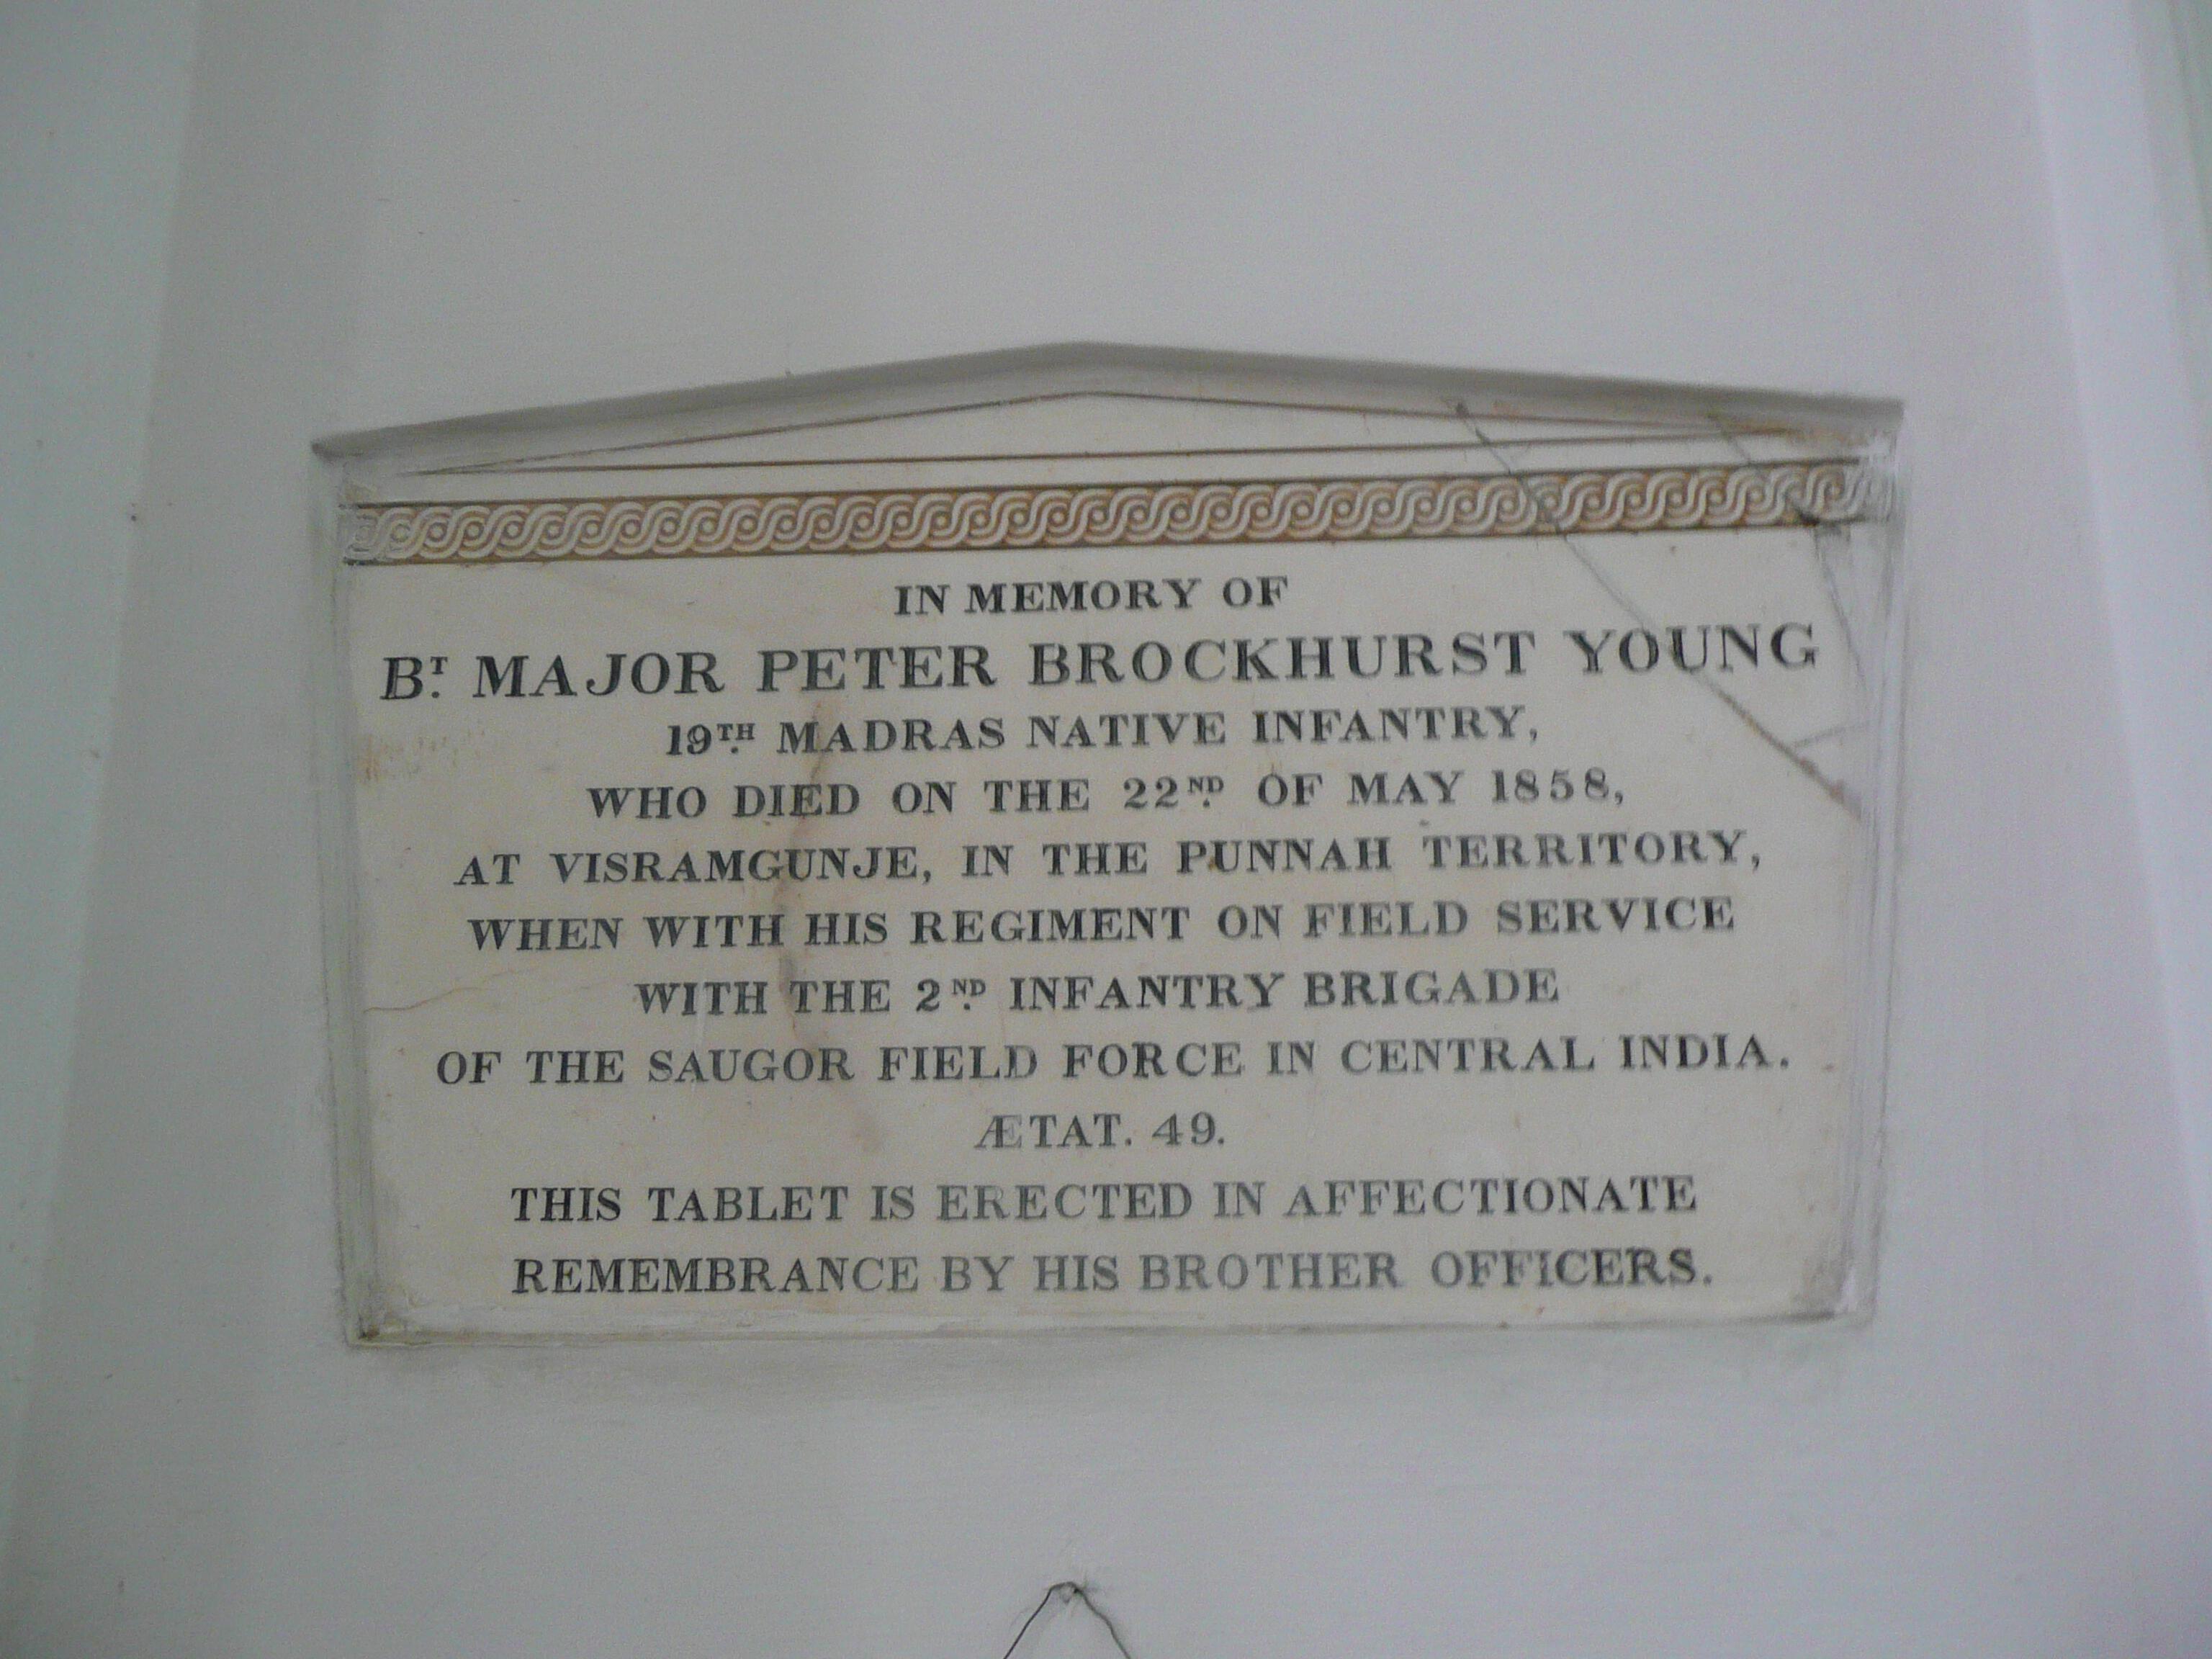 IN MEMORY OF
BT. MAJOR PETER BROCKHURST YOUNG
19TH. MADRAS NATIVE INFANTRY,
WHO DIED ON THE 22ND. OF MAY 1858,
AT VISRAMGUNJE, IN THE PUNNAH TERRITORY,
WHEN WITH HIS REGIMENT ON FIELD SERVICE
WITH THE 2ND. INFANTRY BRIGADE
OF THE SAUGOR FIELD FORCE IN CENTRAL INDIA.
ÆTAT. 49.
THIS TABLET IS ERECTED IN AFFECTIONATE
REMEMBRANCE BY HIS BROTHER OFFICERS.